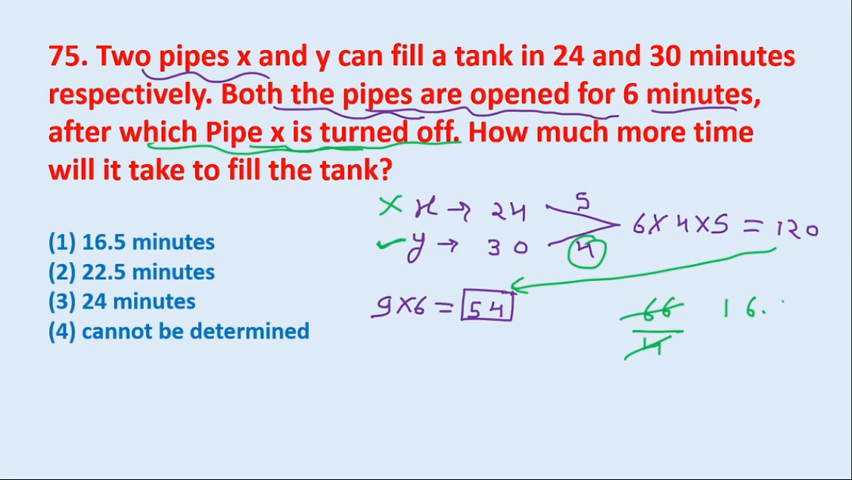 75. Two pipes x and y can fill a tank in 24 and 30 minutes
respectively. Both the pipes are opened for 6 minutes,
after which Pipe x is turned off. How much more time
will it take to fill the tank?
(1) 16.5 minutes
(2) 22.5 minutes
(3) 24 minutes
(4) cannot be determined
x → 24 5
y → 30 4
6×4×5 = 120
9×6 = 54
66
4
16.